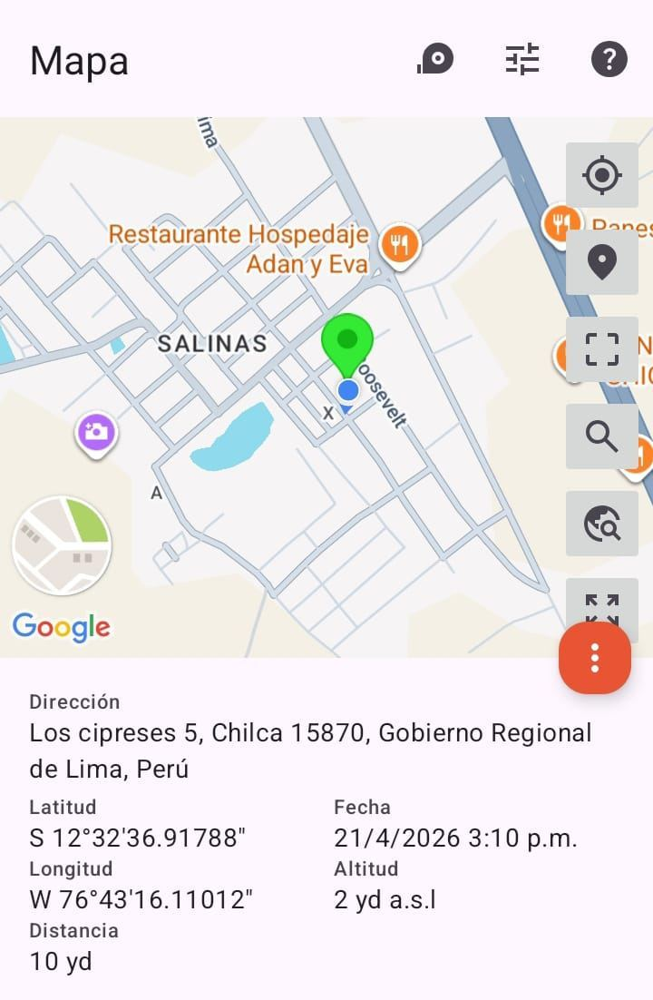 Mapa
ima
Restaurante Hospedaje
Adan y Eva
Panes
SALINAS
N
oosevelt
X
A
Google
Dirección
Los cipreses 5, Chilca 15870, Gobierno Regional
de Lima, Perú
Latitud
S 12°32'36.91788"
Fecha
21/4/2026 3:10 p.m.
Longitud
W 76°43'16.11012"
Altitud
2 yd a.s.l
Distancia
10 yd